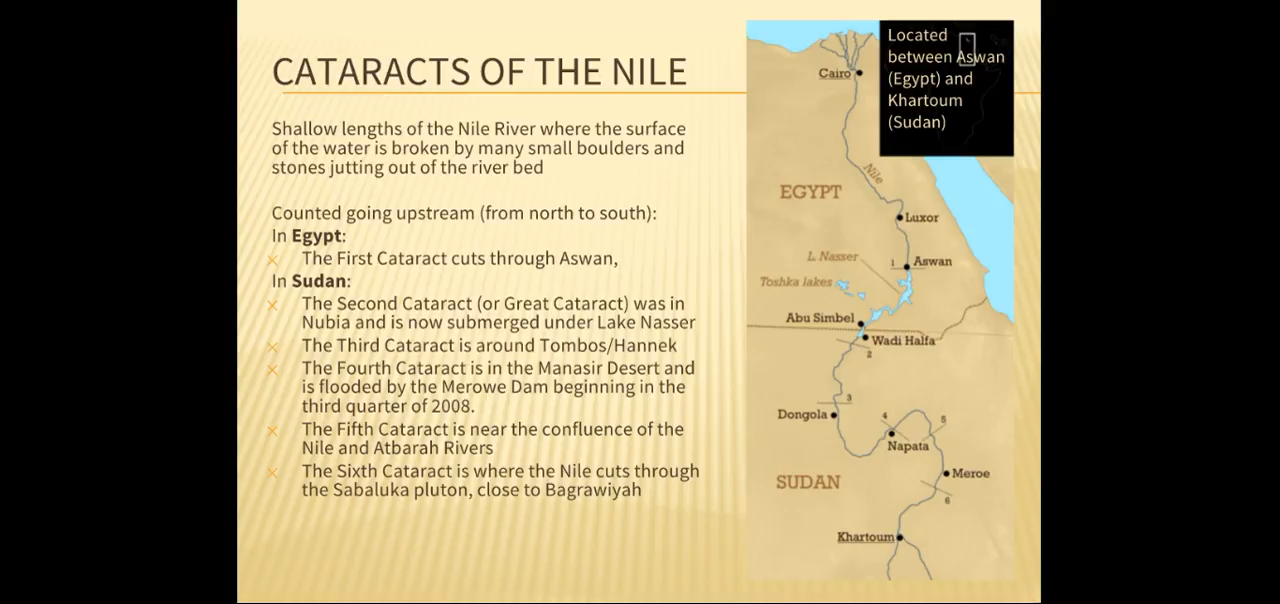 CATARACTS OF THE NILE
Shallow lengths of the Nile River where the surface
of the water is broken by many small boulders and
stones jutting out of the river bed
Counted going upstream (from north to south):
In Egypt:
The First Cataract cuts through Aswan,
In Sudan:
The Second Cataract (or Great Cataract) was in
Nubia and is now submerged under Lake Nasser
The Third Cataract is around Tombos/Hannek
The Fourth Cataract is in the Manasir Desert and
is flooded by the Merowe Dam beginning in the
third quarter of 2008.
The Fifth Cataract is near the confluence of the
Nile and Atbarah Rivers
The Sixth Cataract is where the Nile cuts through
the Sabaluka pluton, close to Bagrawiyah
Located
between Aswan
(Egypt) and
Khartoum
(Sudan)
Cairo
Nile
EGYPT
Luxor
L. Nasser
1
Aswan
Toshka lakes
Abu Simbel
Wadi Halfa
2
3
Dongola
4
5
Napata
Meroe
SUDAN
6
Khartoum